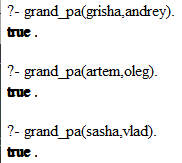 ?- grand_pa(grisha,andrey).
true .
?- grand_pa(artem,oleg).
true .
?- grand_pa(sasha,vlad).
true .